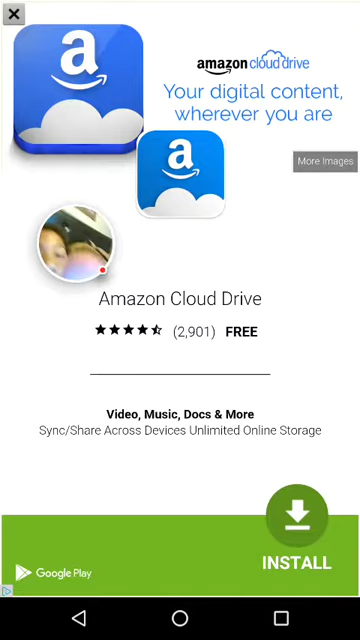 amazon cloud drive
Your digital content,
wherever you are
More Images
Amazon Cloud Drive
(2,901) FREE
Video, Music, Docs & More
Sync/Share Across Devices Unlimited Online Storage
INSTALL
Google Play